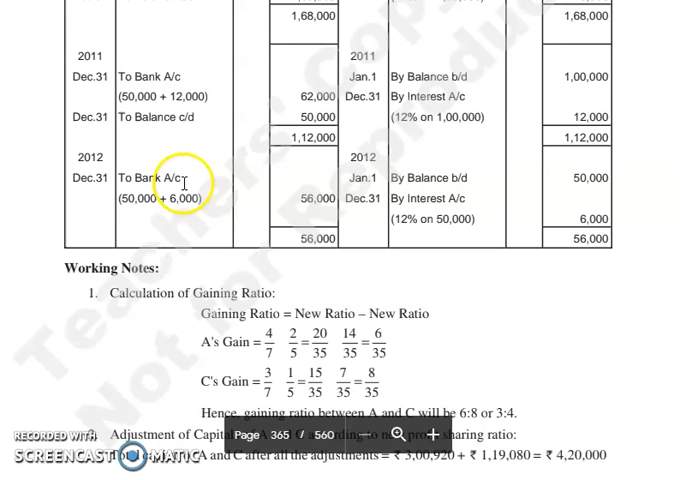 1,68,000 1,68,000
2011 2011
Dec.31 To Bank A/c Jan.1 By Balance b/d 1,00,000
(50,000 + 12,000) 62,000 Dec.31 By Interest A/c
Dec.31 To Balance c/d 50,000 (12% on 1,00,000) 12,000
1,12,000 1,12,000
2012 2012
Dec.31 To Bank A/c Jan.1 By Balance b/d 50,000
(50,000 + 6,000) 56,000 Dec.31 By Interest A/c
(12% on 50,000) 6,000
56,000 56,000
Working Notes:
1. Calculation of Gaining Ratio:
Gaining Ratio = New Ratio – New Ratio
A's Gain = 4/7 2/5 = 20/35 14/35 = 6/35
C's Gain = 3/7 1/5 = 15/35 7/35 = 8/35
Hence, gaining ratio between A and C will be 6:8 or 3:4.
Adjustment of Capital sharing ratio:
A and C after all the adjustments = ₹ 3,00,920 + ₹ 1,19,080 = ₹ 4,20,000
Page 365 / 560 — +
RECORDED WITH
SCREENCAST MATIC
Teachers' Copy
Not for Reproduction